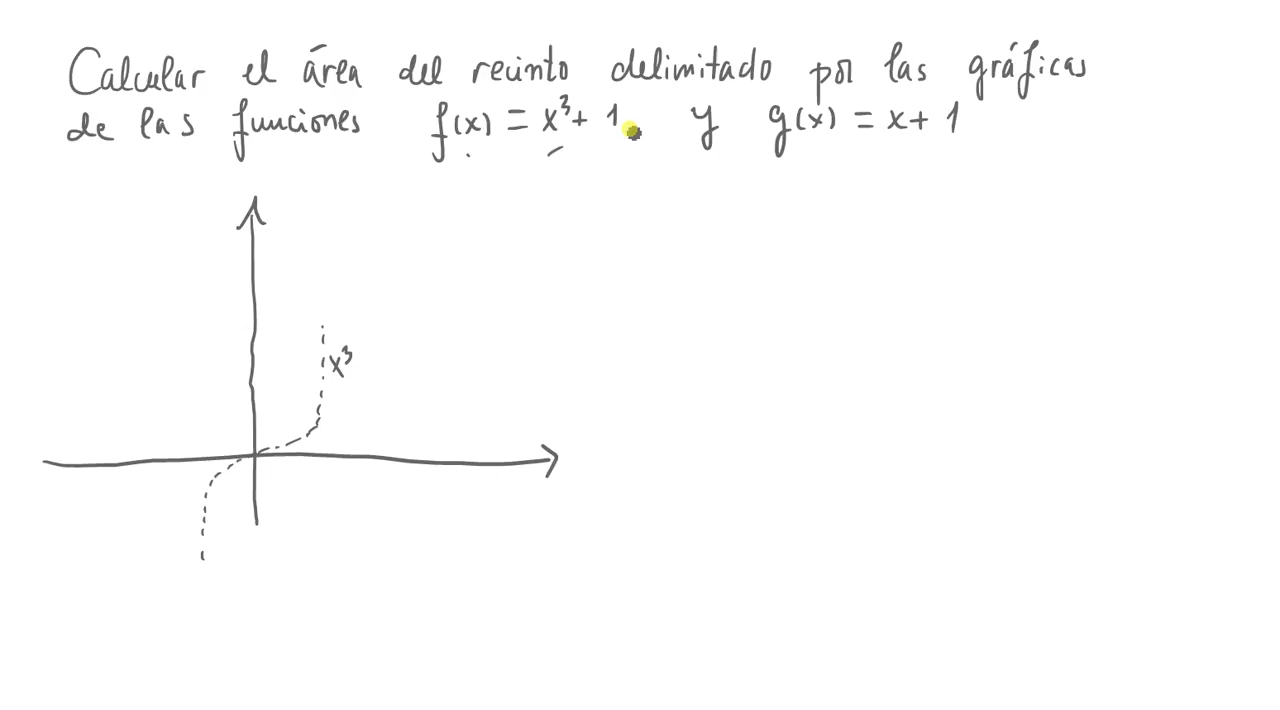 Calcular el área del recinto delimitado por las gráficas
de las funciones f(x) = x³ + 1 y g(x) = x + 1
x³